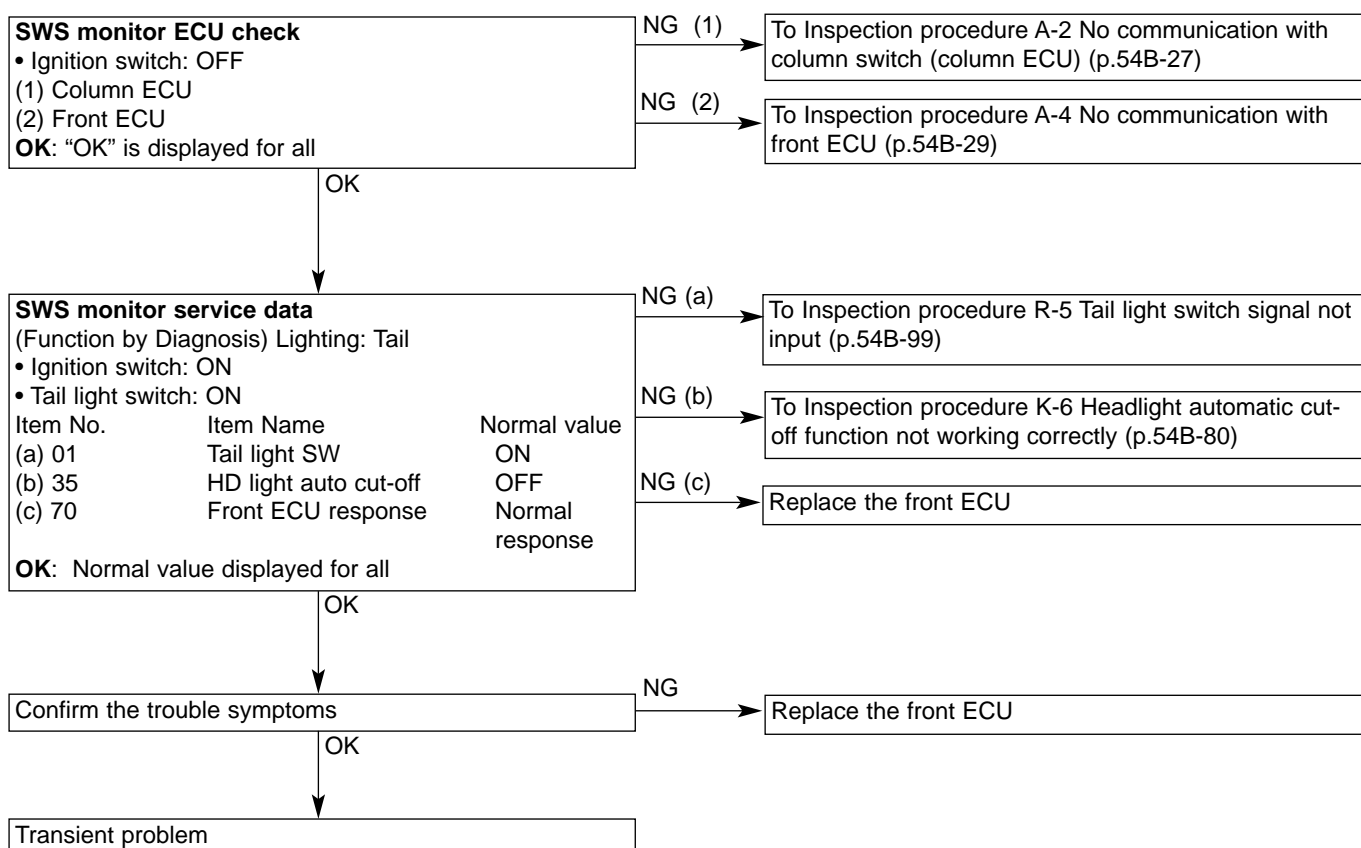 SWS monitor ECU check
• Ignition switch: OFF
(1) Column ECU
(2) Front ECU
OK: “OK” is displayed for all
NG (1)
To Inspection procedure A-2 No communication with
column switch (column ECU) (p.54B-27)
NG (2)
To Inspection procedure A-4 No communication with
front ECU (p.54B-29)
OK
SWS monitor service data
(Function by Diagnosis) Lighting: Tail
• Ignition switch: ON
• Tail light switch: ON
Item No. Item Name Normal value
(a) 01 Tail light SW ON
(b) 35 HD light auto cut-off OFF
(c) 70 Front ECU response Normal
response
OK: Normal value displayed for all
NG (a)
To Inspection procedure R-5 Tail light switch signal not
input (p.54B-99)
NG (b)
To Inspection procedure K-6 Headlight automatic cut-
off function not working correctly (p.54B-80)
NG (c)
Replace the front ECU
OK
Confirm the trouble symptoms
NG
Replace the front ECU
OK
Transient problem